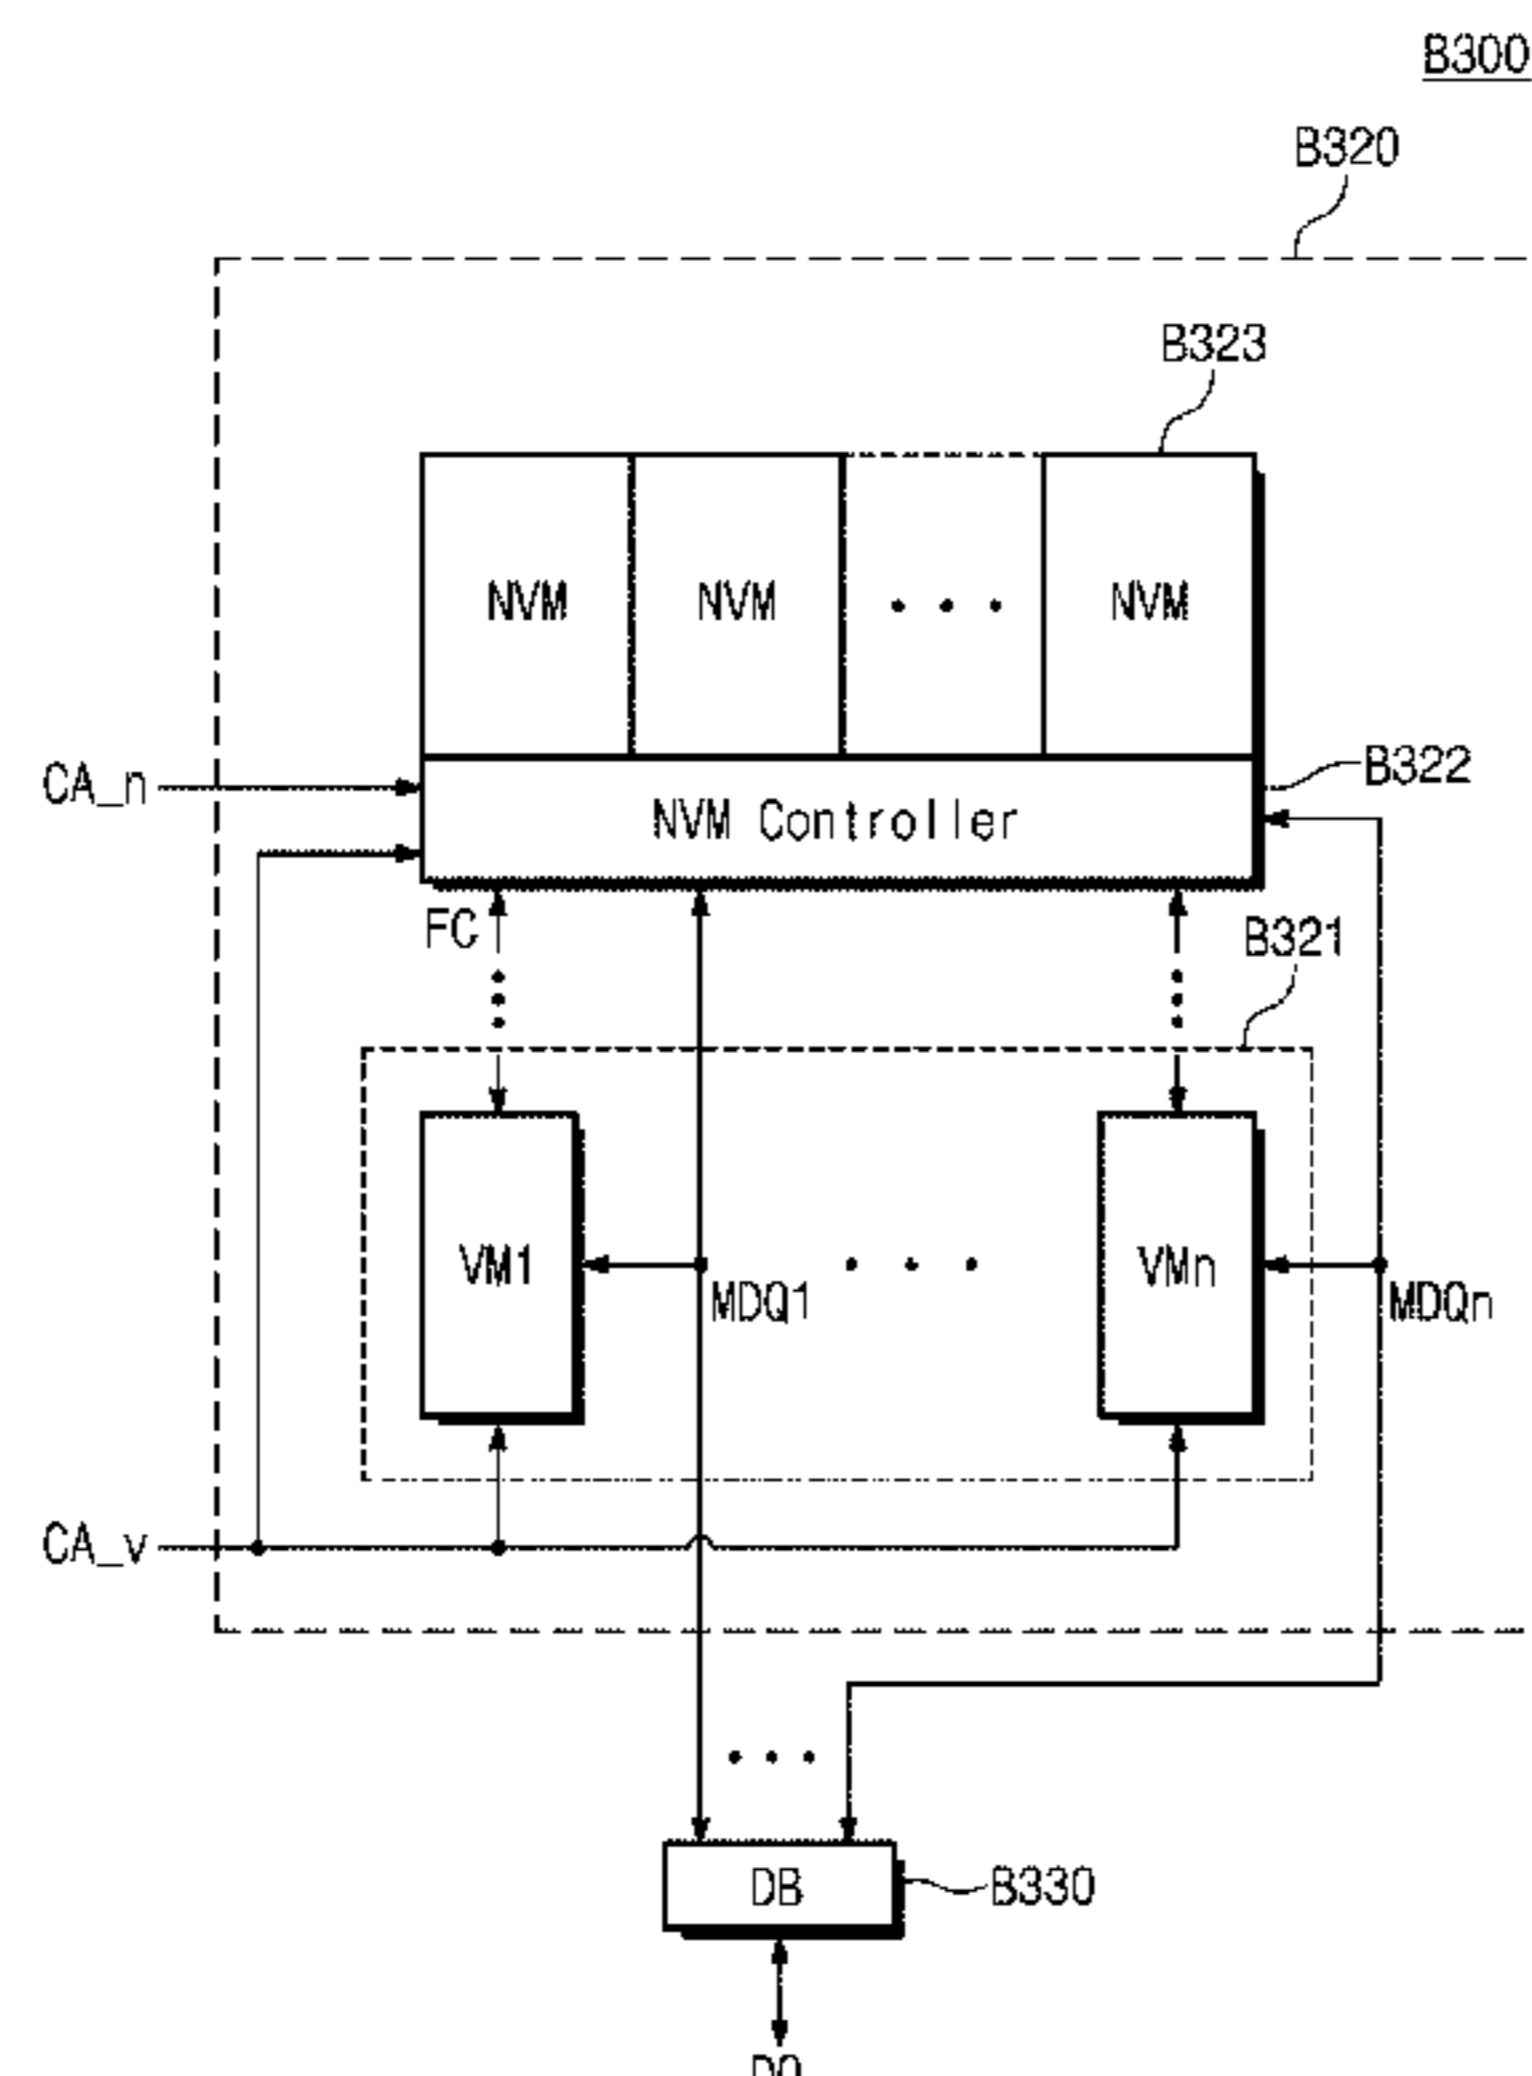 B300
B320
B323
NVM NVM NVM
CA_n
NVM Controller
B322
FC
B321
VM1
VMn
MDQ1
MDQn
CA_v
DB
B330